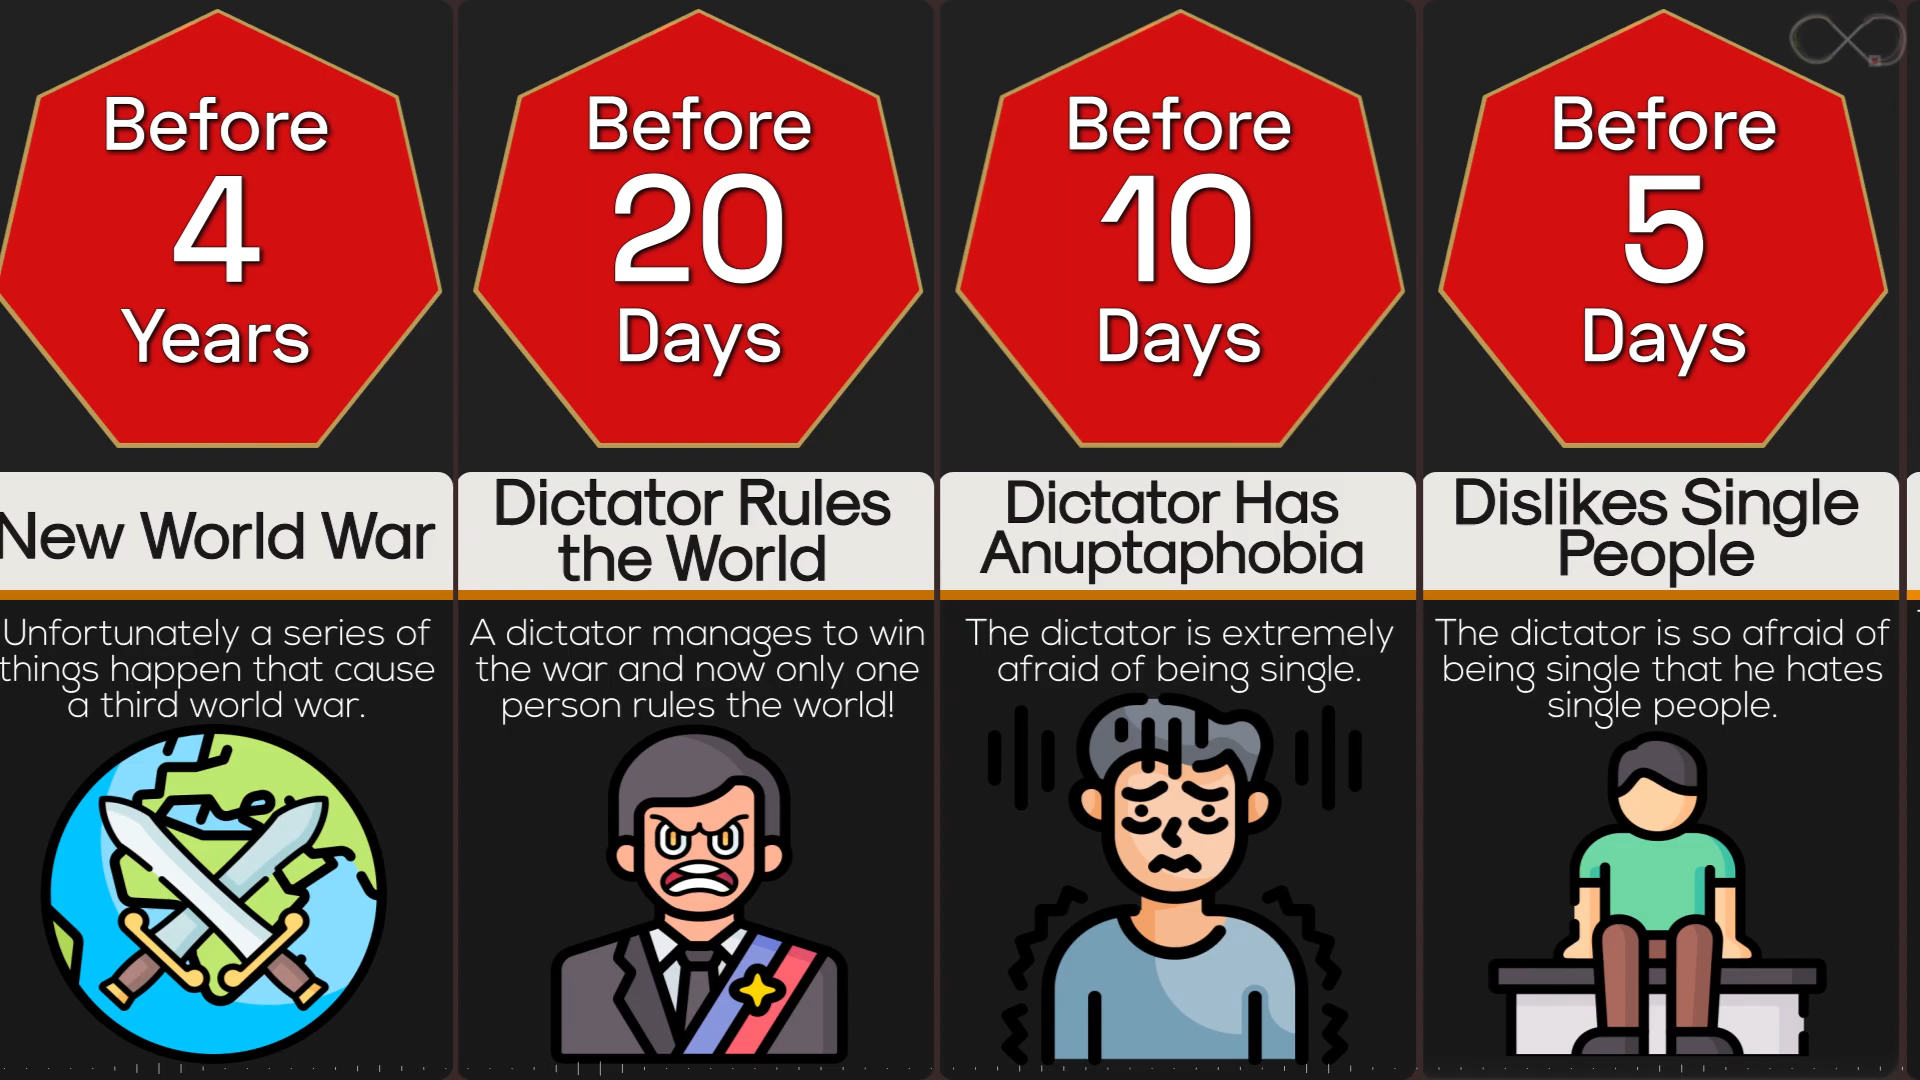 Before
4
Years
New World War
Unfortunately a series of
things happen that cause
a third world war.
Before
20
Days
Dictator Rules
the World
A dictator manages to win
the war and now only one
person rules the world!
Before
10
Days
Dictator Has
Anuptaphobia
The dictator is extremely
afraid of being single.
Before
5
Days
Dislikes Single
People
The dictator is so afraid of
being single that he hates
single people.